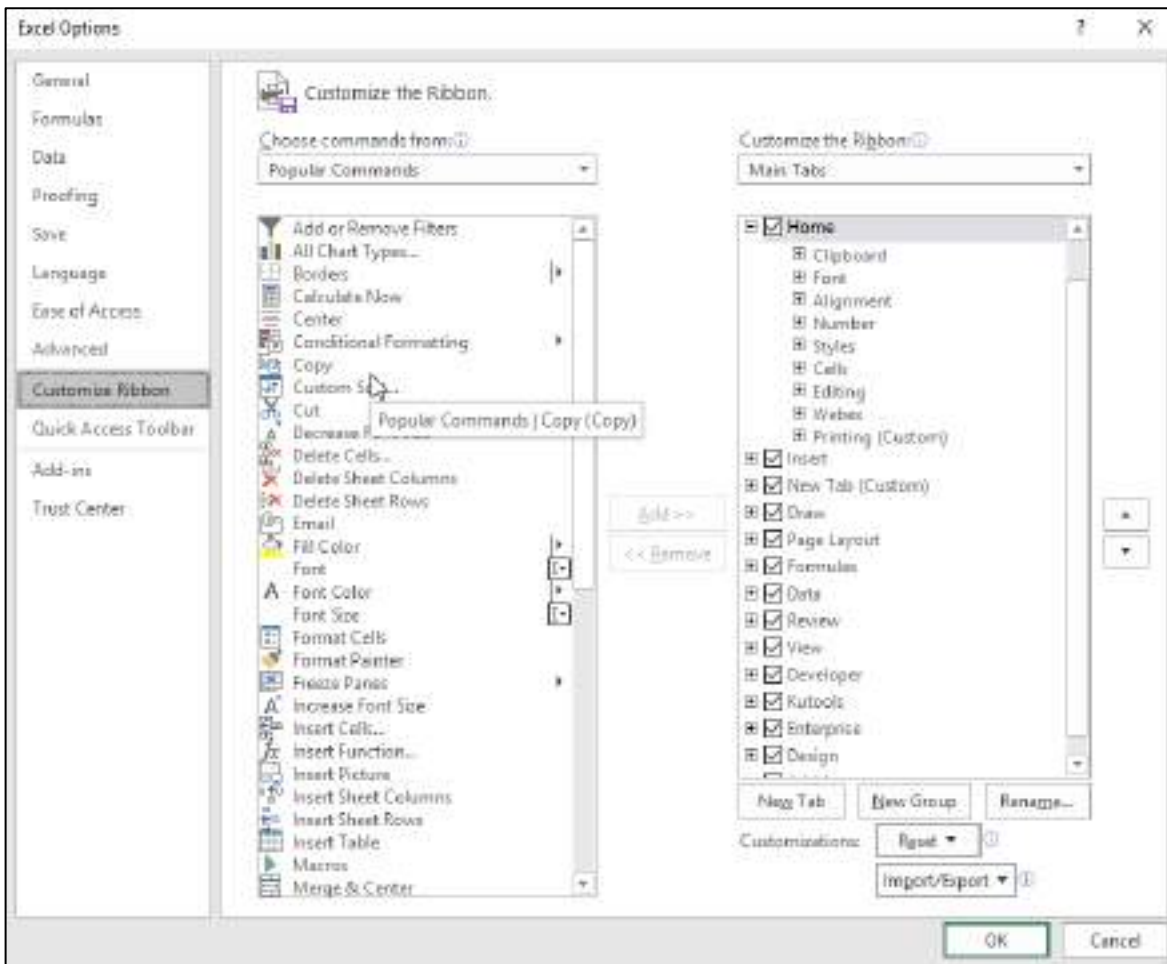 Excel Options
?
General
Formulas
Data
Proofing
Save
Language
Ease of Access
Advanced
Customize Ribbon
Quick Access Toolbar
Add-ins
Trust Center
Customize the Ribbon.
Choose commands from:
Popular Commands
Add or Remove Filters
All Chart Types...
Borders
Calculate Now
Center
Conditional Formatting
Copy
Custom
Cut
Popular Commands | Copy (Copy)
Decrease
Delete Cells...
Delete Sheet Columns
Delete Sheet Rows
Email
Fill Color
Font
Font Color
Font Size
Format Cells
Format Painter
Freeze Panes
Increase Font Size
Insert Cells...
Insert Function...
Insert Picture
Insert Sheet Columns
Insert Sheet Rows
Insert Table
Macros
Merge & Center
Add >>
<< Remove
Customize the Ribbon:
Main Tabs
Home
Clipboard
Font
Alignment
Number
Styles
Cells
Editing
Webex
Printing (Custom)
Insert
New Tab (Custom)
Draw
Page Layout
Formulas
Data
Review
View
Developer
Kutools
Enterprise
Design
New Tab
New Group
Rename...
Customizations:
Reset
Import/Export
OK
Cancel